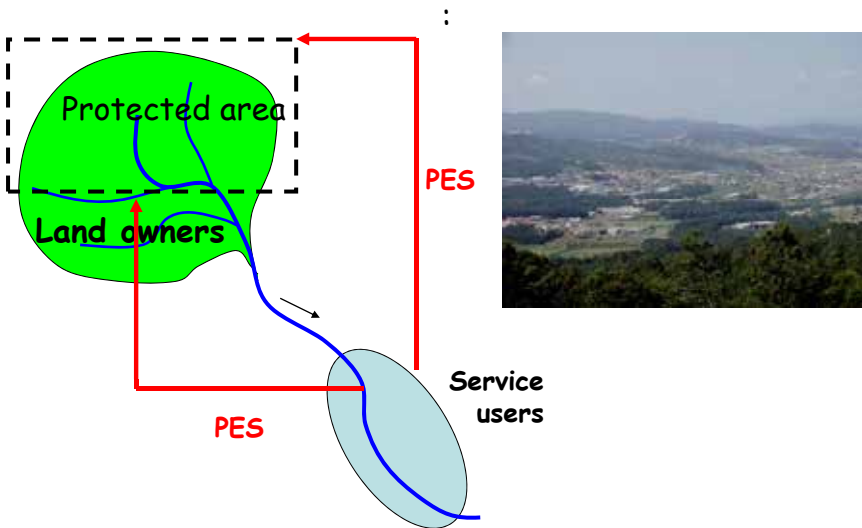 :
Protected area
PES
Land owners
Service
users
PES